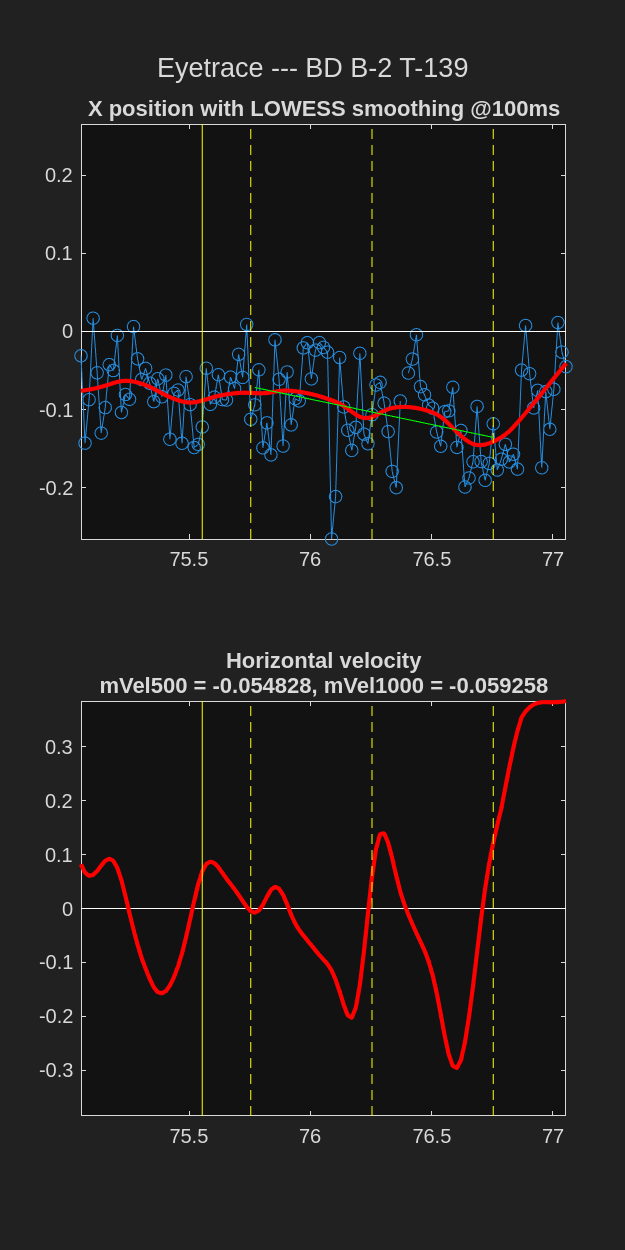 Eyetrace --- BD B-2 T-139
X position with LOWESS smoothing @100ms
0.2
0.1
0
-0.1
-0.2
75.5 76 76.5 77
Horizontal velocity
mVel500 = -0.054828, mVel1000 = -0.059258
0.3
0.2
0.1
0
-0.1
-0.2
-0.3
75.5 76 76.5 77